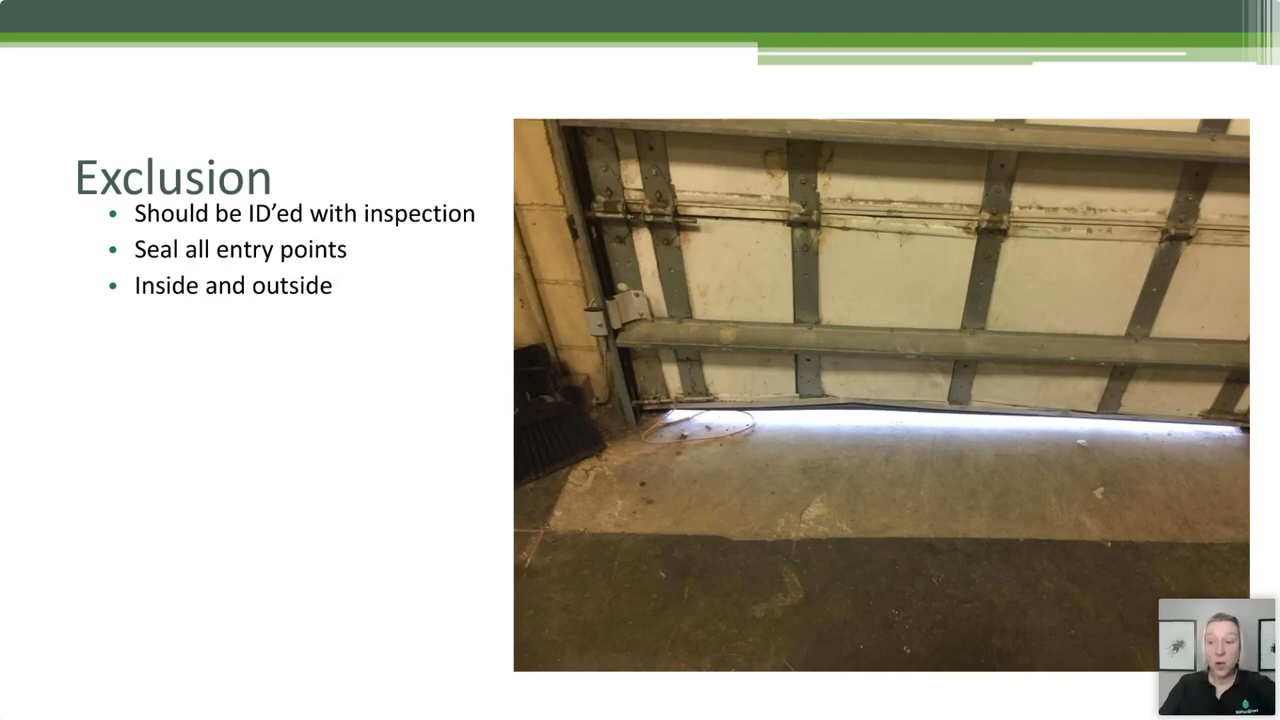 Exclusion
• Should be ID’ed with inspection
• Seal all entry points
• Inside and outside